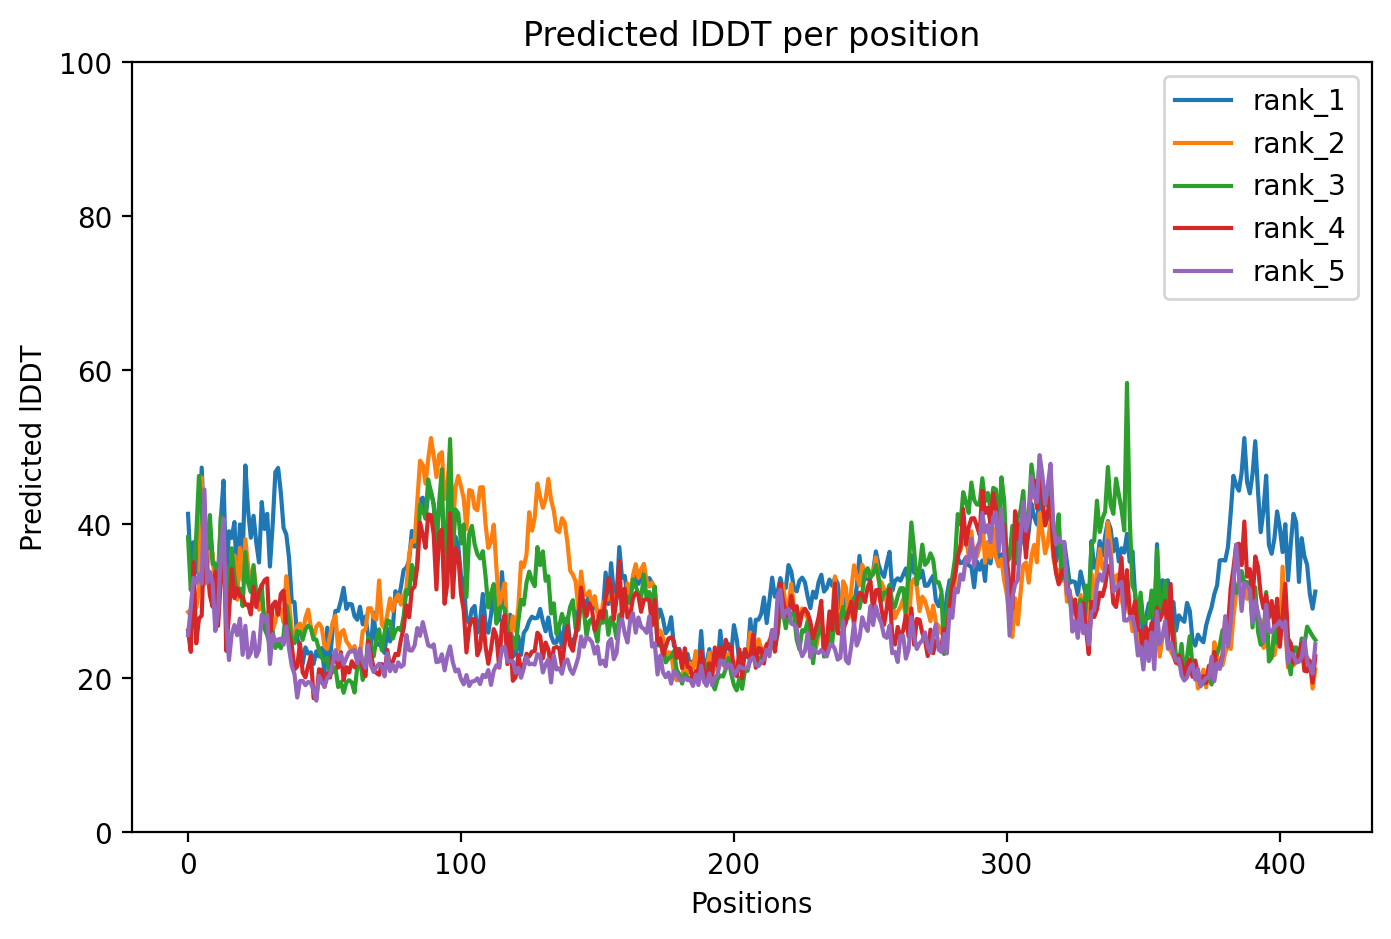 Predicted lDDT per position
100
80
60
40
20
0
Predicted lDDT
0 100 200 300 400
Positions
rank_1
rank_2
rank_3
rank_4
rank_5